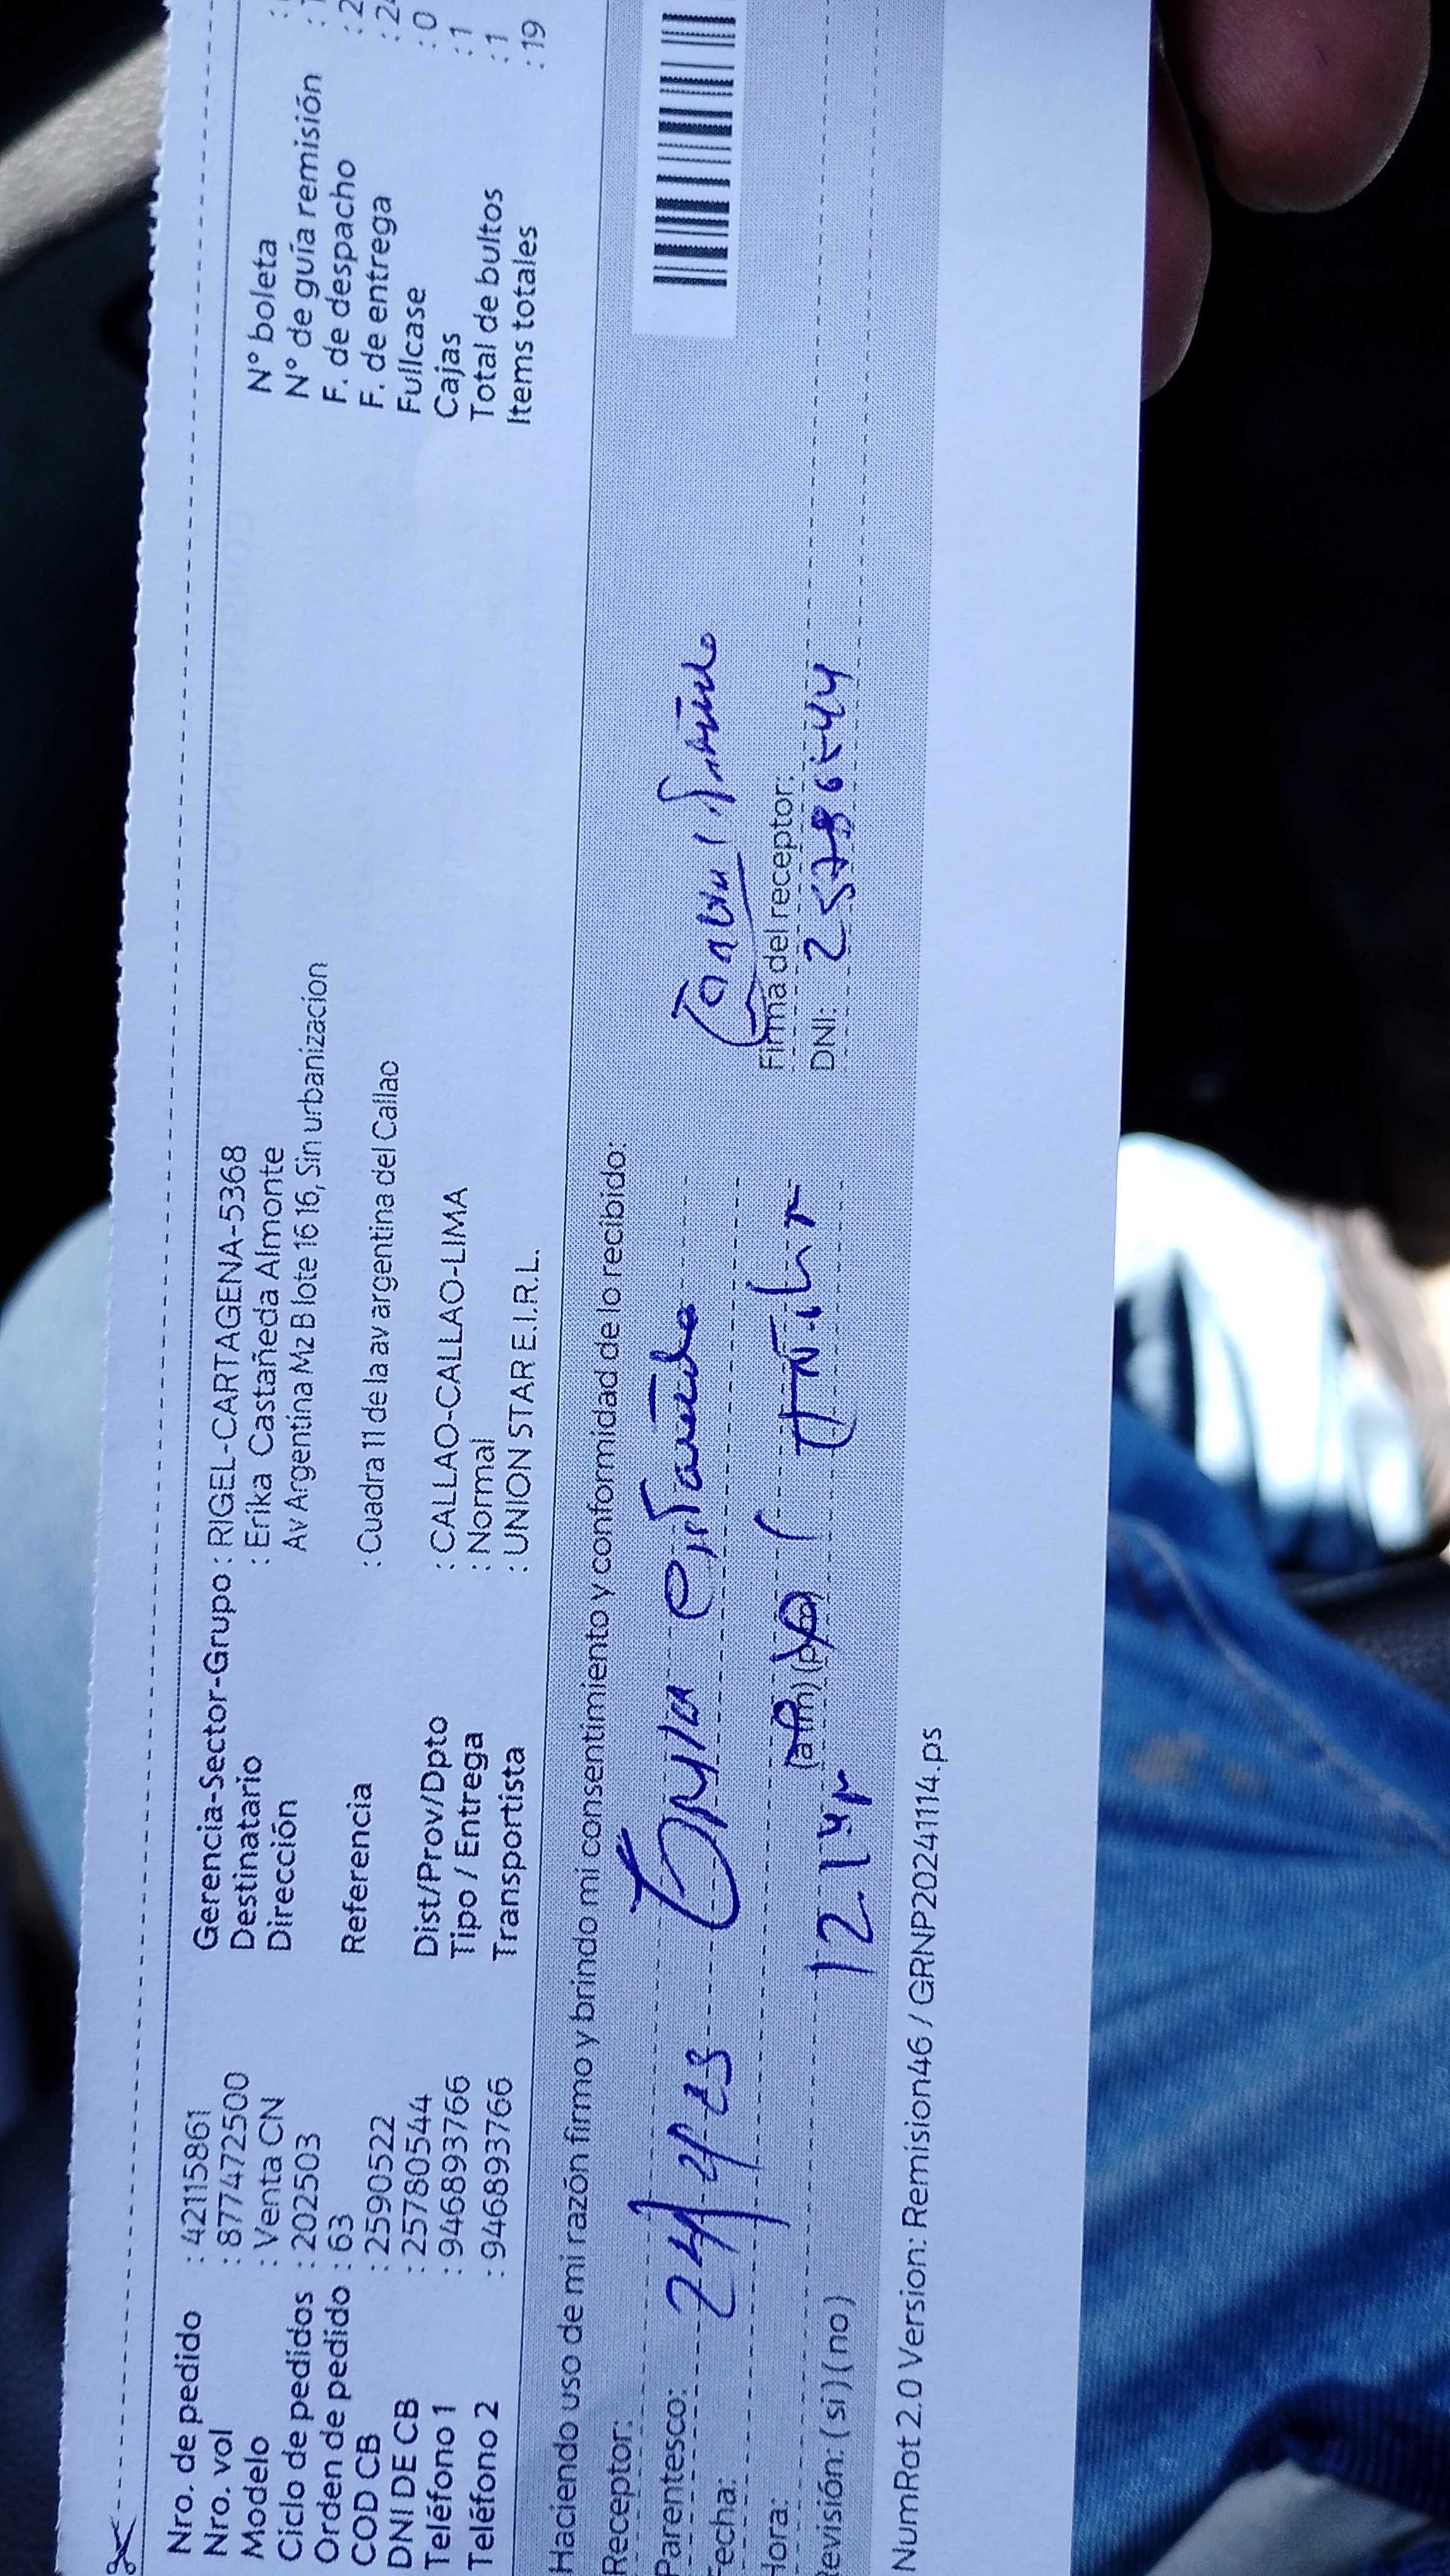 Nro. de pedido : 42115861
Nro. vol : 877472500
Modelo : Venta CN
Ciclo de pedidos : 202503
Orden de pedido : 63
COD CB : 2590522
DNI DE CB : 25780544
Teléfono 1 : 946893766
Teléfono 2 : 946893766
Gerencia-Sector-Grupo : RIGEL-CARTAGENA-5368
Destinatario : Erika Castañeda Almonte
Dirección Av Argentina Mz B lote 16 16, Sin urbanizacion
Referencia : Cuadra 11 de la av argentina del Callao
Dist/Prov/Dpto : CALLAO-CALLAO-LIMA
Tipo / Entrega : Normal
Transportista : UNION STAR E.I.R.L.
N° boleta :
N° de guía remisión :
F. de despacho : 2
F. de entrega : 2
Fullcase : 0
Cajas : 1
Total de bultos : 1
Items totales : 19
Haciendo uso de mi razón firmo y brindo mi consentimiento y conformidad de lo recibido:
Receptor:
Parentesco:
Fecha:
Hora: (am) (pm)
Revisión: (si) (no)
Firma del receptor:
DNI:
NumRot 2.0 Version: Remision46 / GRNP20241114.ps